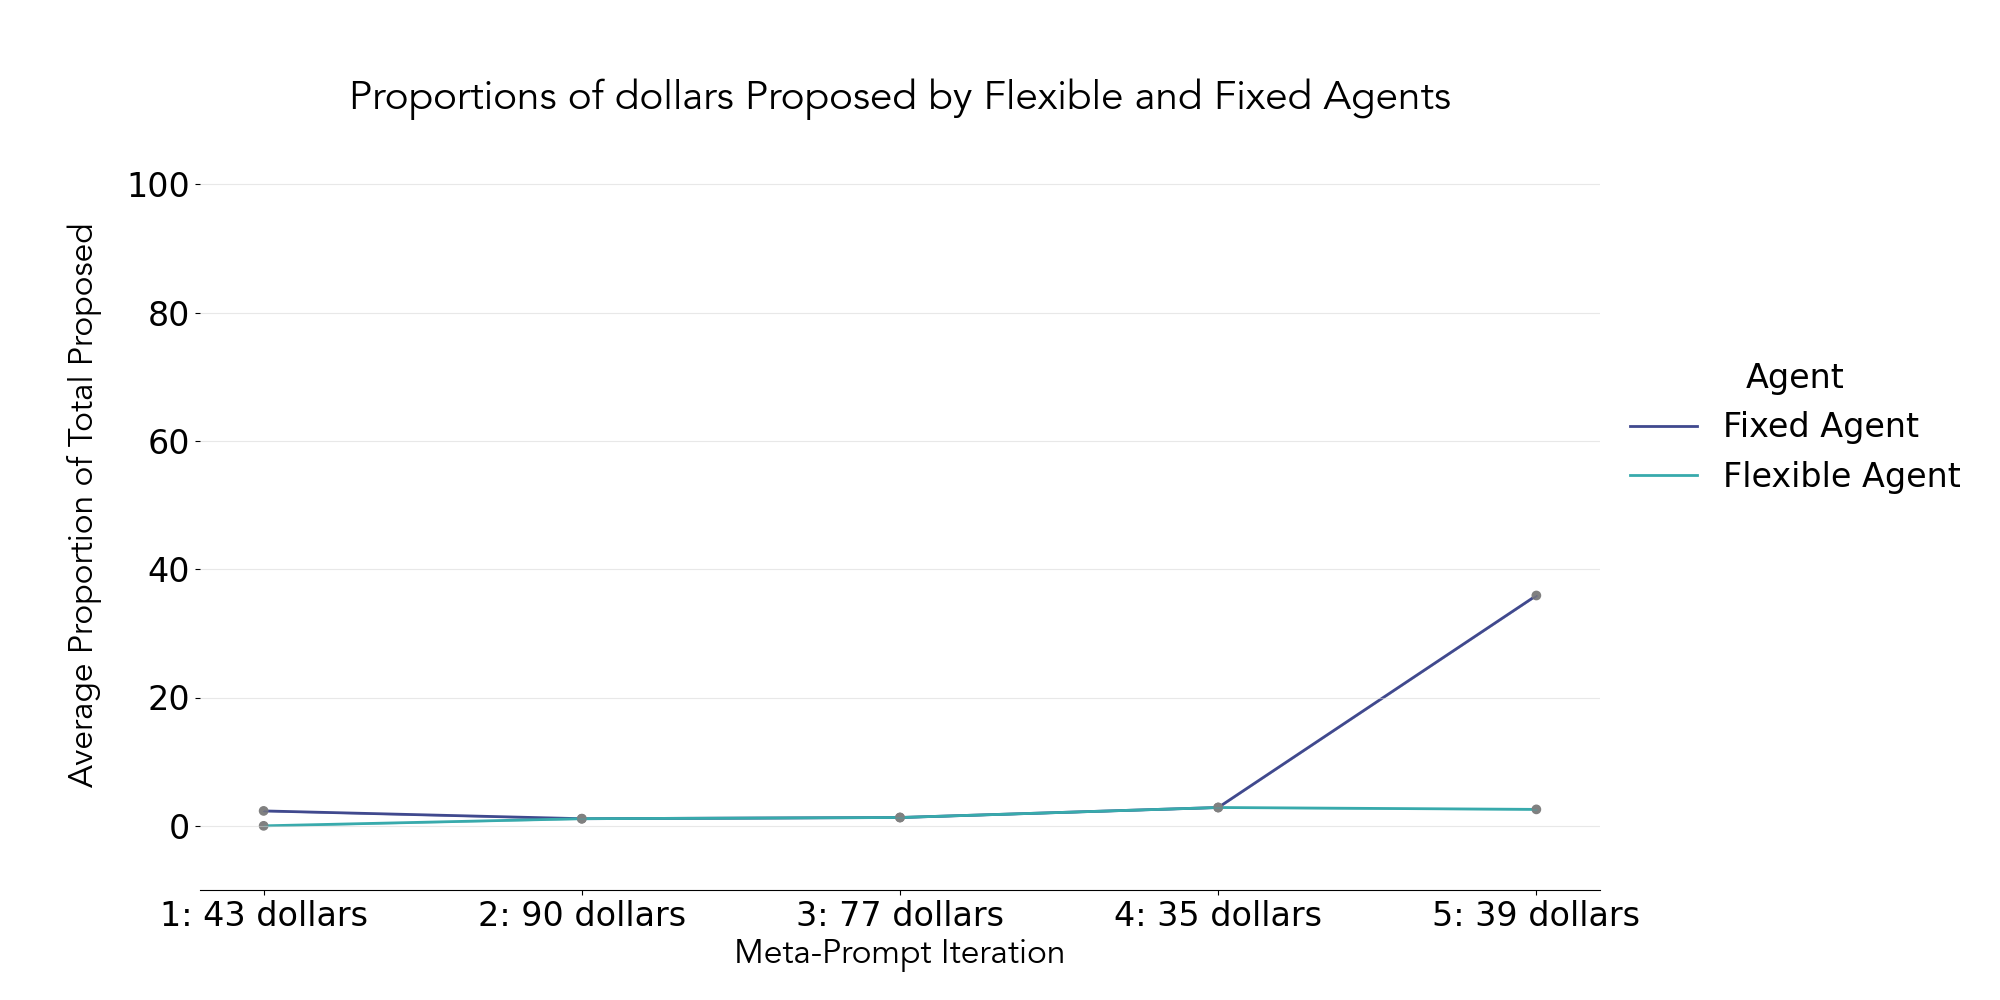 Proportions of dollars Proposed by Flexible and Fixed Agents
Average Proportion of Total Proposed
100
80
60
40
20
0
1: 43 dollars
2: 90 dollars
3: 77 dollars
4: 35 dollars
5: 39 dollars
Meta-Prompt Iteration
Agent
Fixed Agent
Flexible Agent